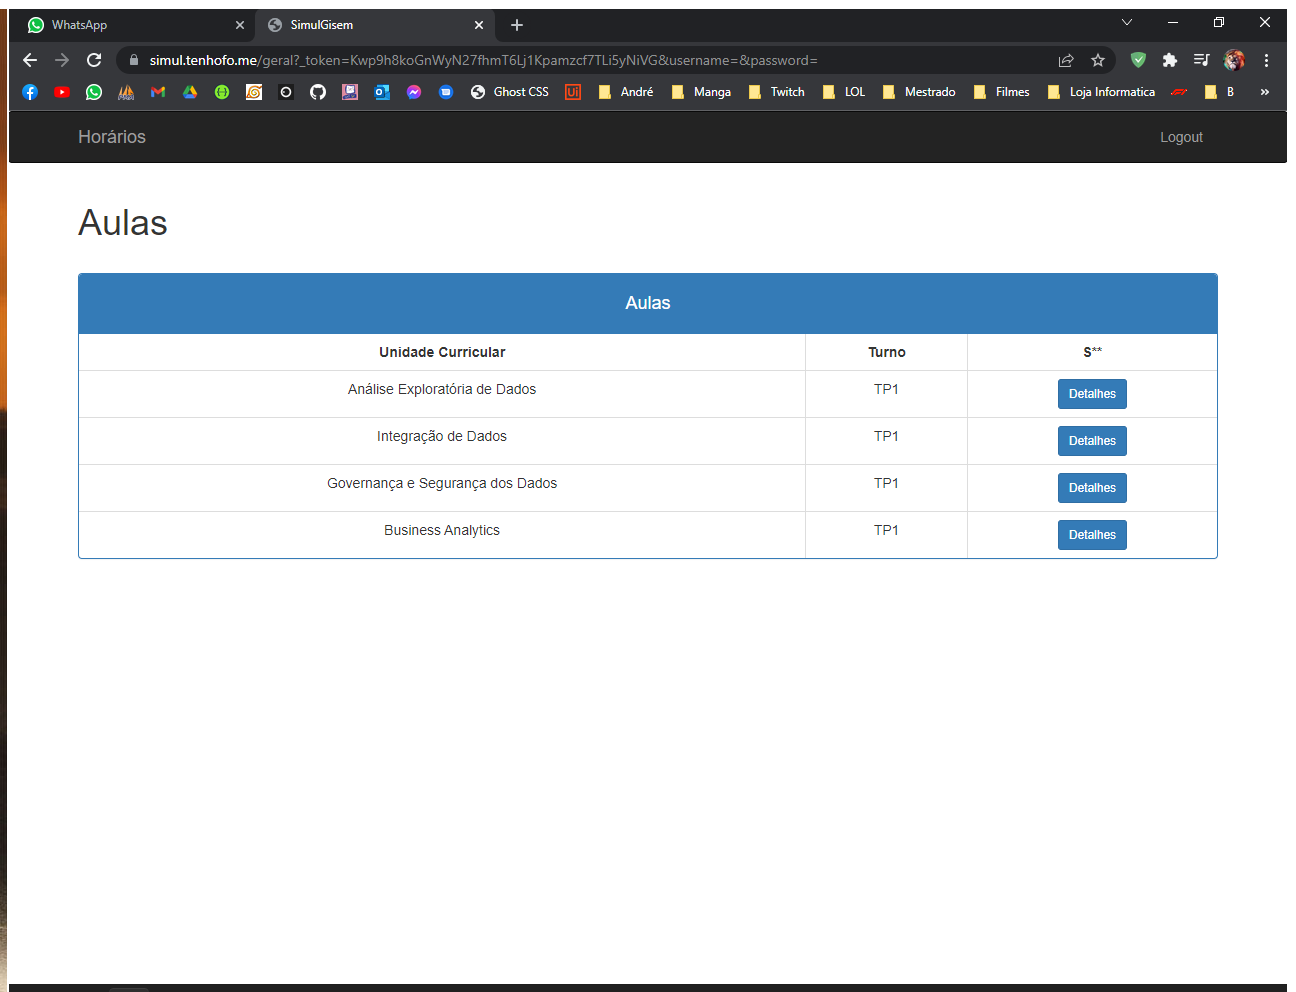 WhatsApp
SimulGisem
simul.tenhofo.me/geral?_token=Kwp9h8koGnWyN27fhmT6Lj1Kpamzcf7TLi5yNiVG&username=&password=
Ghost CSS
Ui
André
Manga
Twitch
LOL
Mestrado
Filmes
Loja Informatica
B
»
Horários
Logout
Aulas
Aulas
Unidade Curricular
Turno
S**
Análise Exploratória de Dados
TP1
Detalhes
Integração de Dados
TP1
Detalhes
Governança e Segurança dos Dados
TP1
Detalhes
Business Analytics
TP1
Detalhes